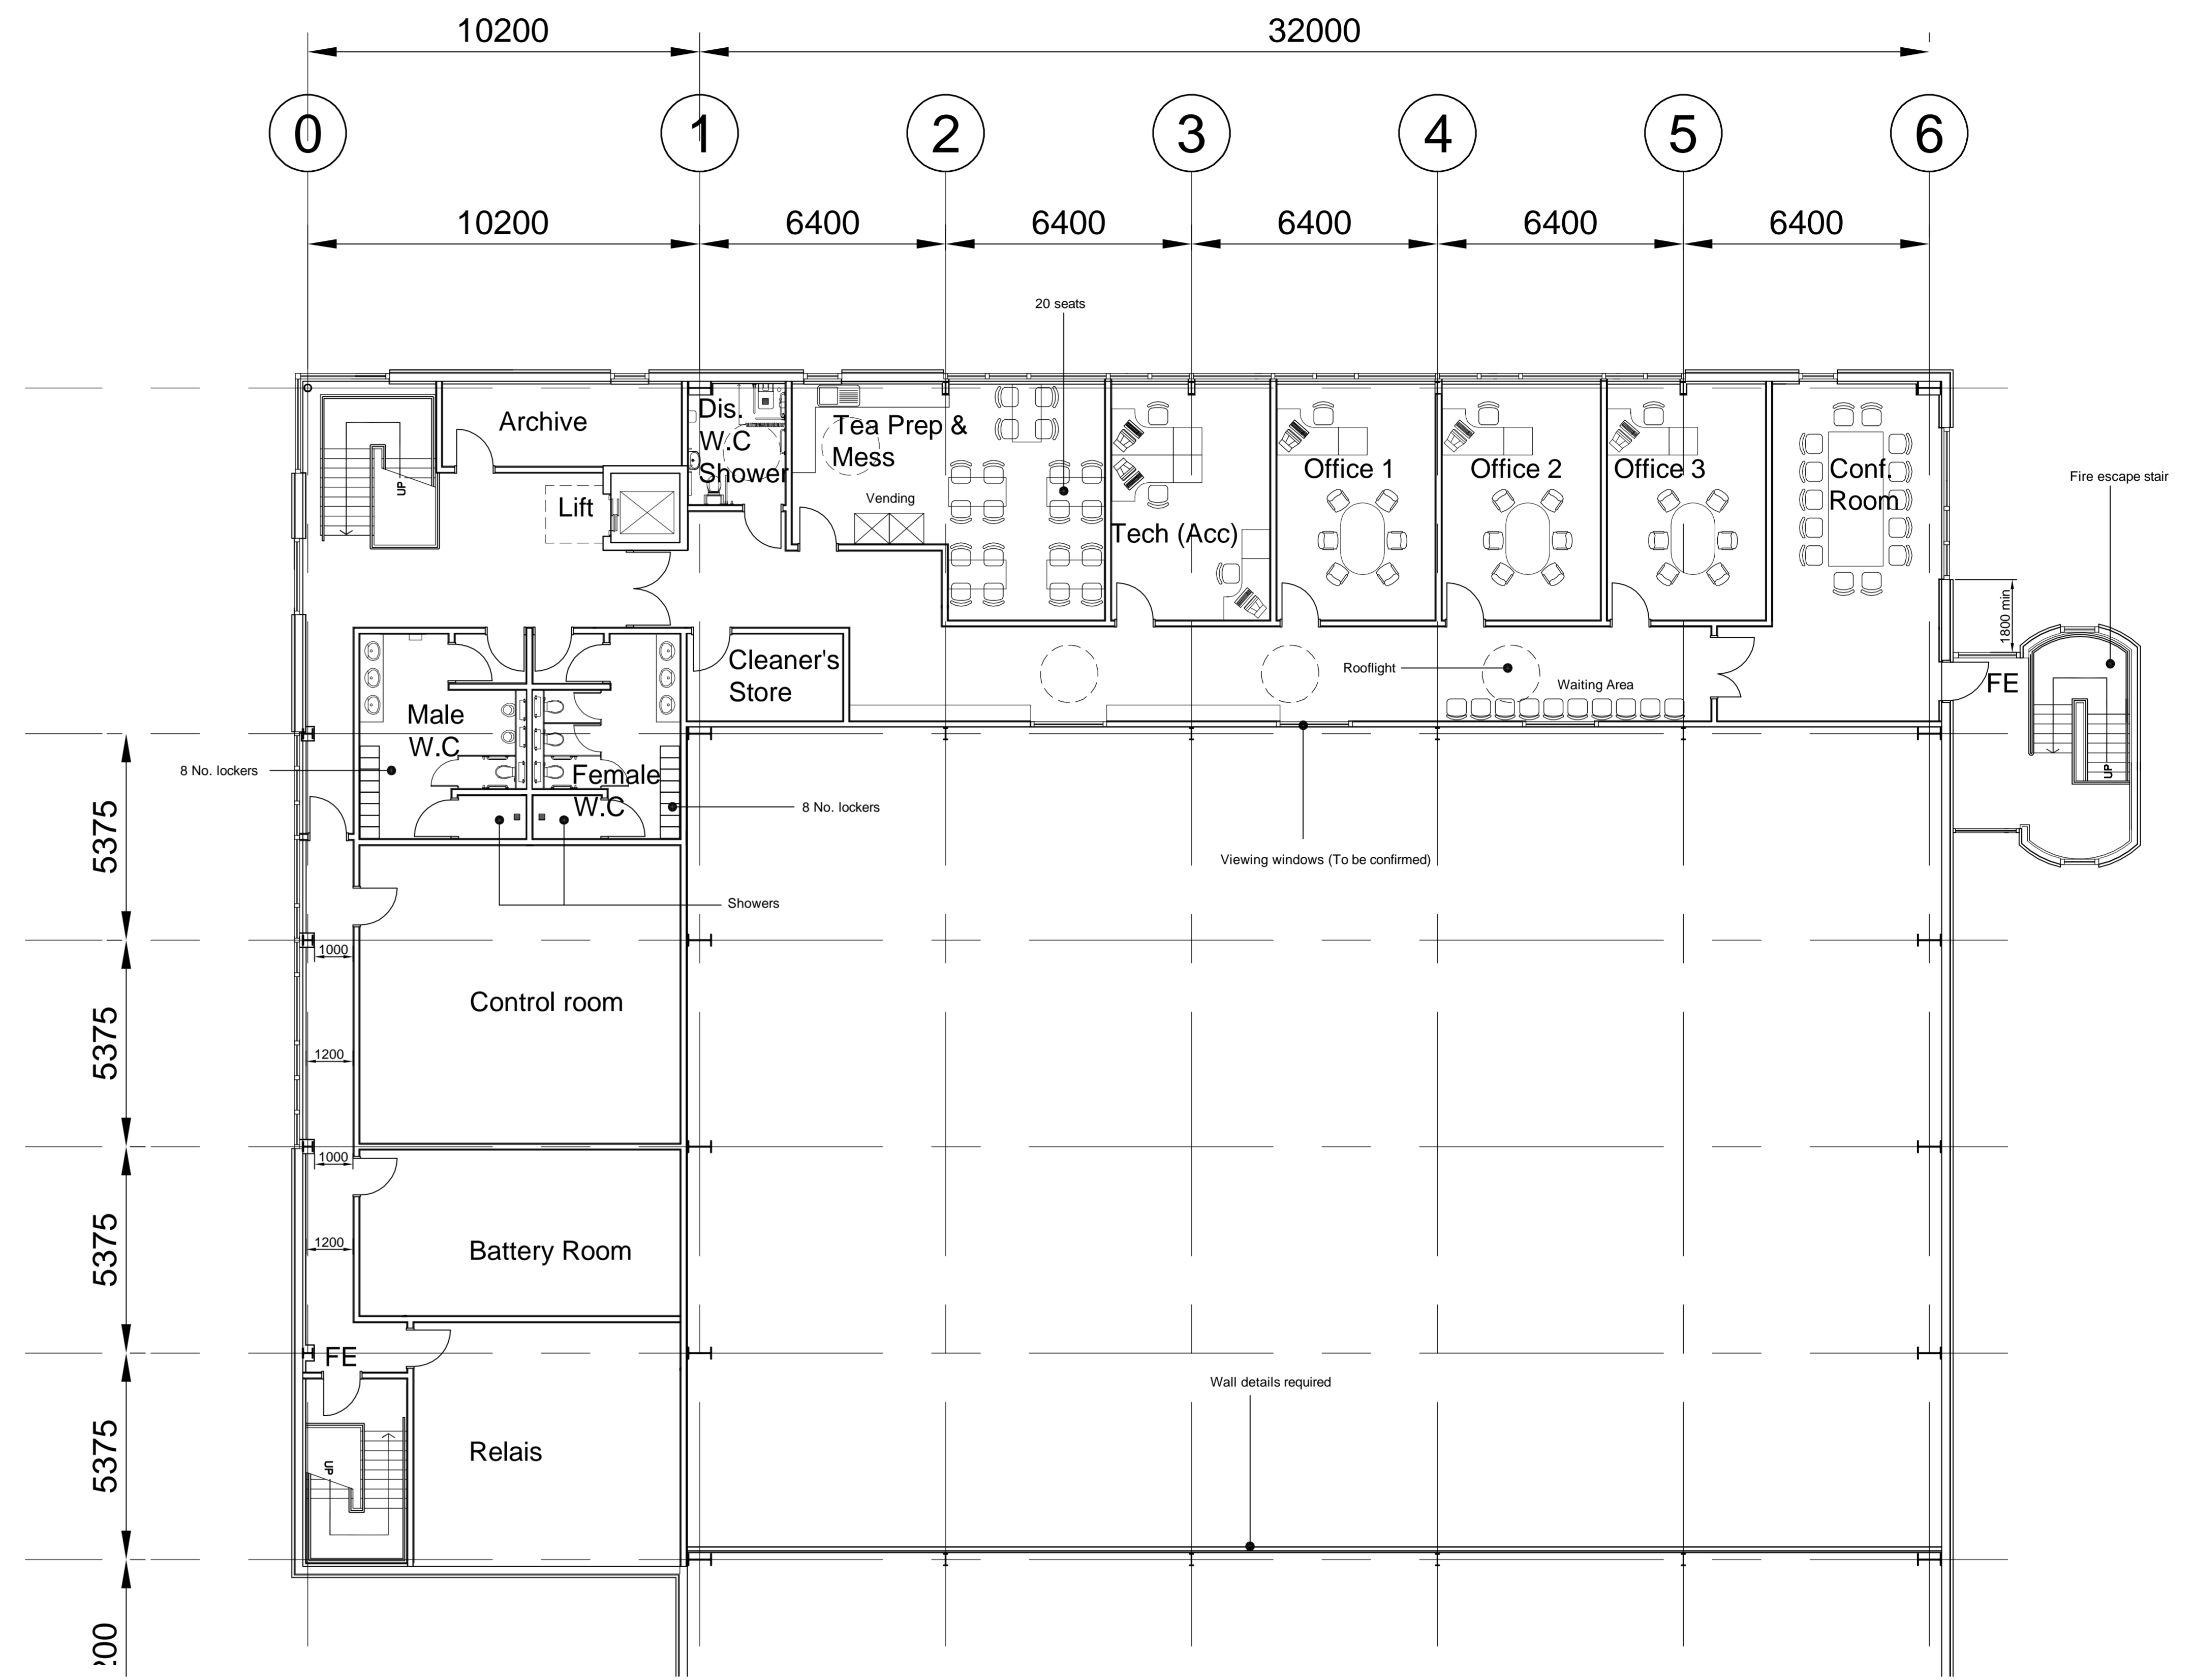 10200
32000
0
1
2
3
4
5
6
10200
6400
6400
6400
6400
6400
20 seats
Archive
Dis.
W.C
Shower
Tea Prep &
Mess
Vending
Lift
UP
Tech (Acc)
Office 1
Office 2
Office 3
Conf.
Room
Fire escape stair
1800 min
FE
UP
Cleaner's
Store
Rooflight
Waiting Area
Male
W.C
Female
W.C
8 No. lockers
8 No. lockers
Viewing windows (To be confirmed)
Showers
5375
1000
Control room
5375
1200
1000
Battery Room
5375
1200
FE
Wall details required
5375
Relais
UP